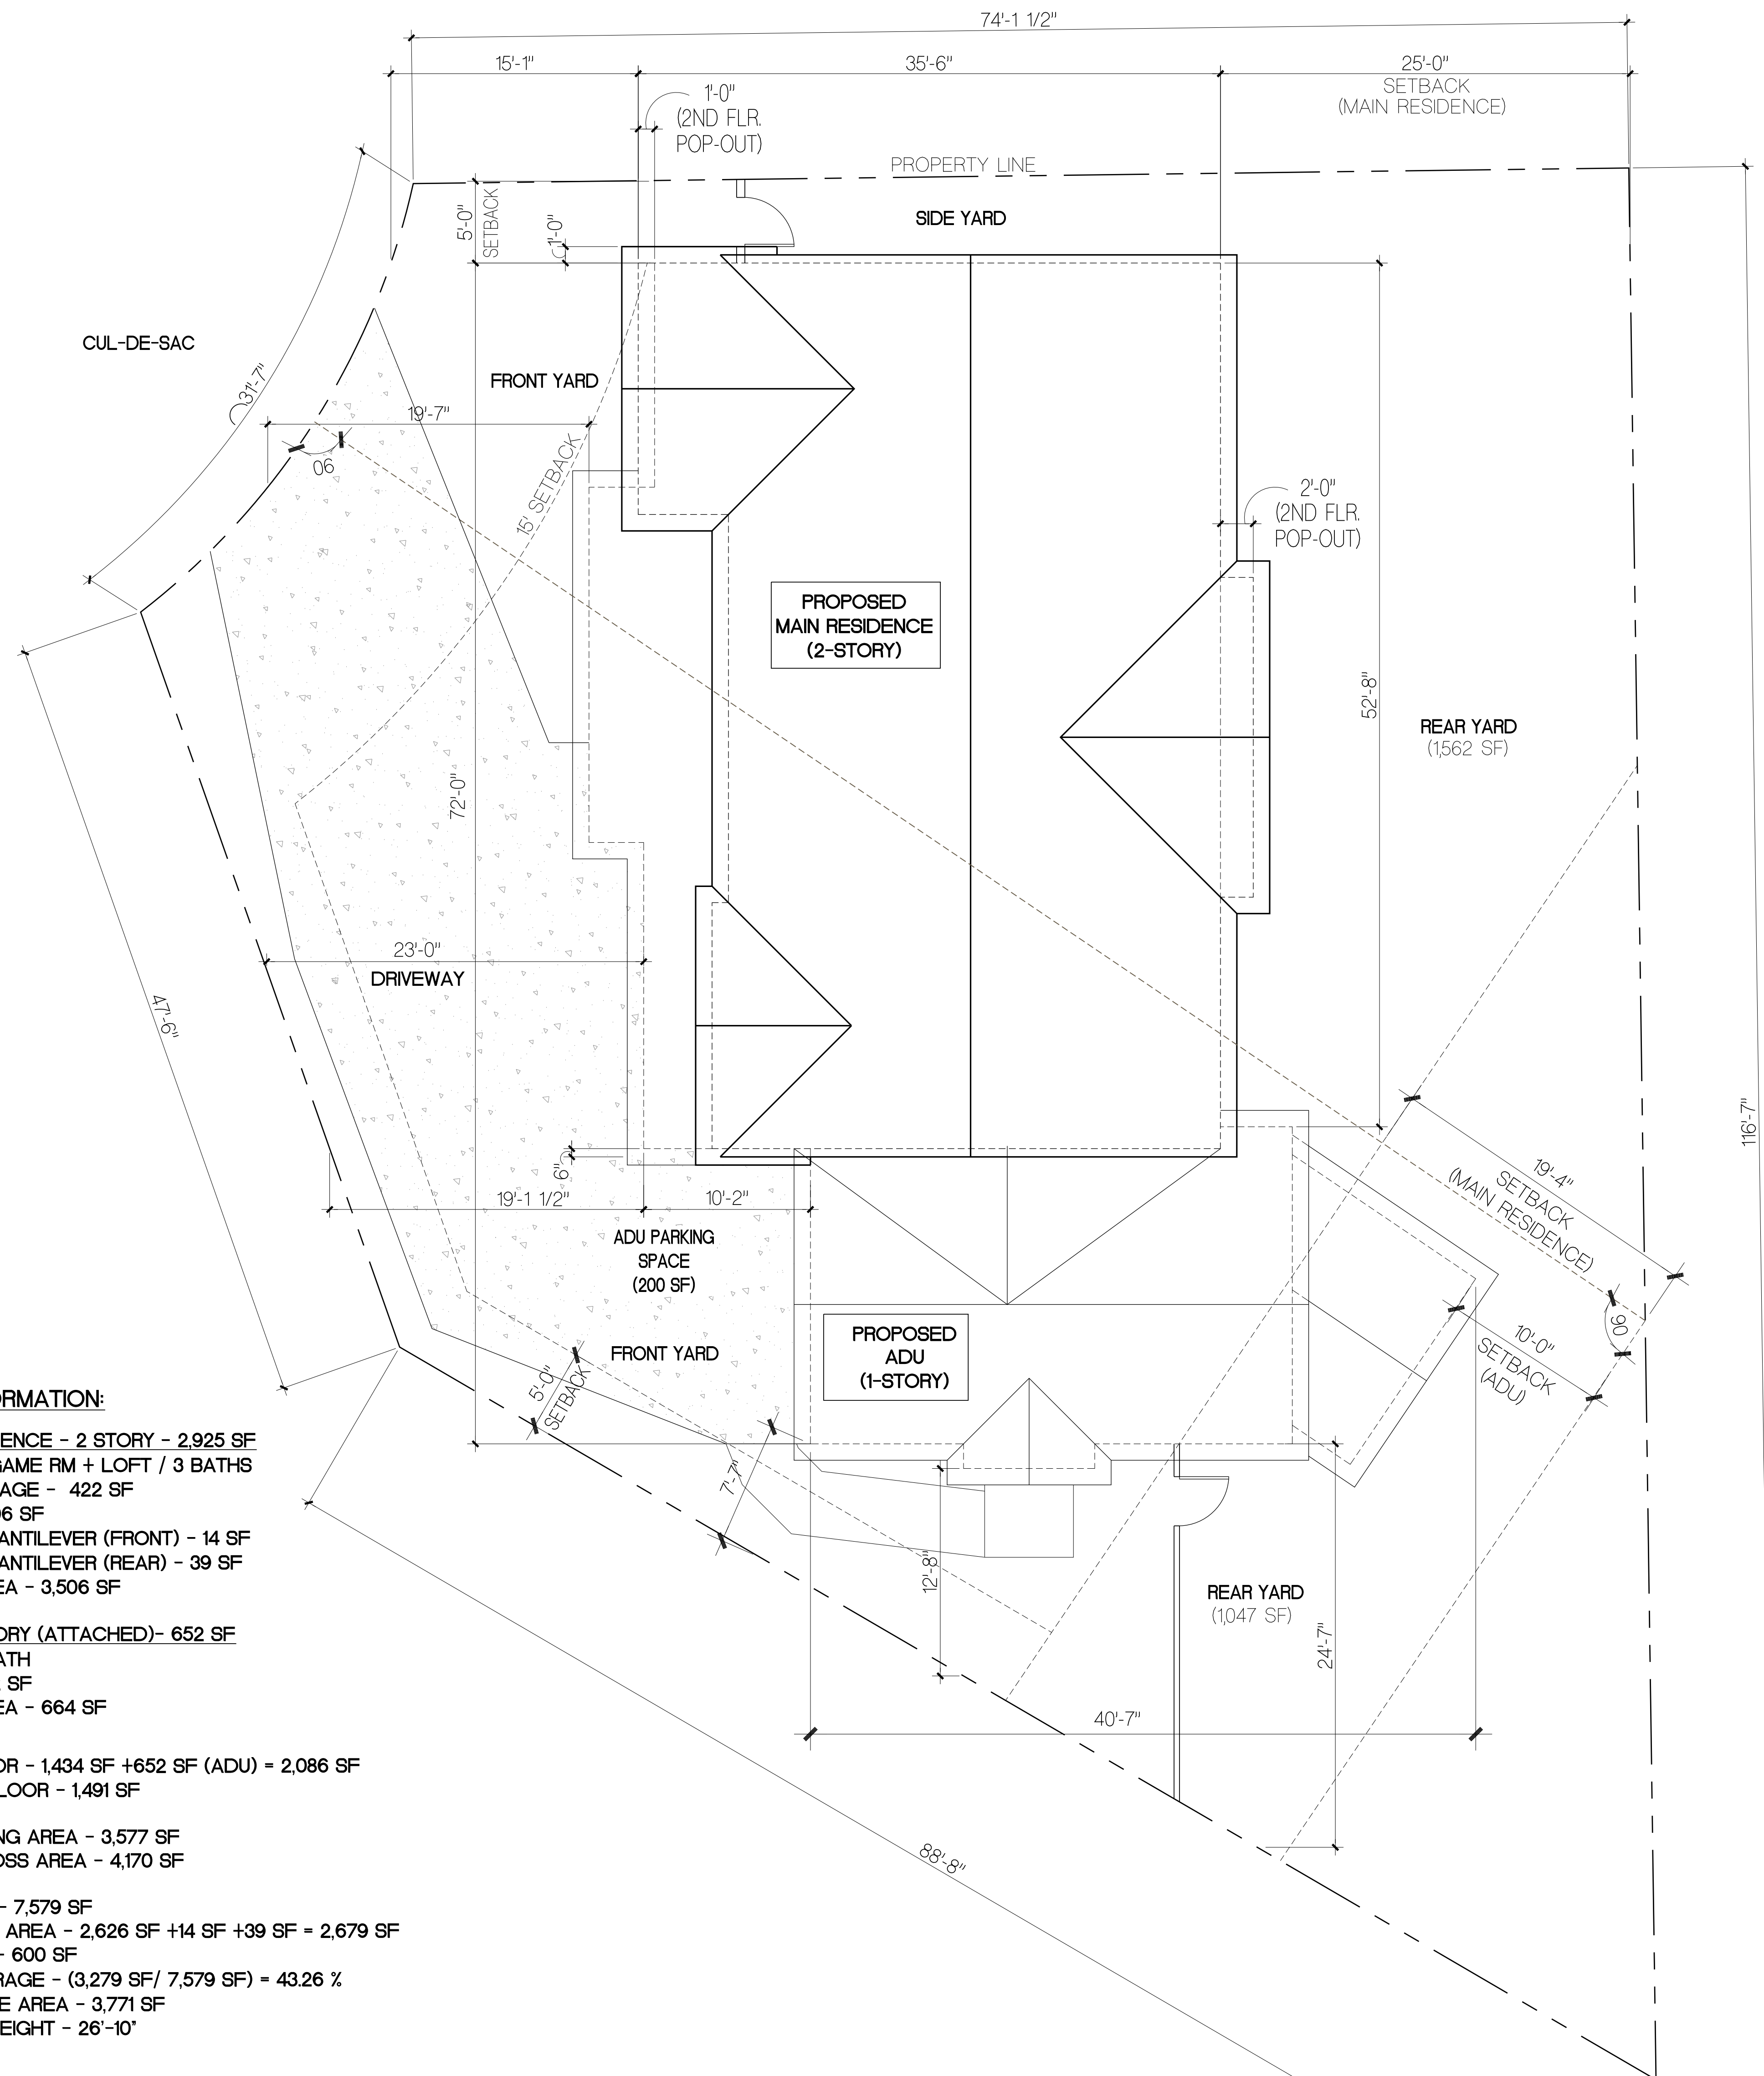 74'-1 1/2"
15'-1"
35'-6"
25'-0"
SETBACK
(MAIN RESIDENCE)
1'-0"
(2ND FLR.
POP-OUT)
PROPERTY LINE
5'-0"
SETBACK
1'-0"
SIDE YARD
CUL-DE-SAC
31'-7"
FRONT YARD
19'-7"
90
15' SETBACK
2'-0"
(2ND FLR.
POP-OUT)
PROPOSED
MAIN RESIDENCE
(2-STORY)
52'-8"
REAR YARD
(1,562 SF)
72'-0"
23'-0"
DRIVEWAY
47'-6"
116'-7"
6"
19'-1 1/2"
10'-2"
19'-4"
SETBACK
(MAIN RESIDENCE)
ADU PARKING
SPACE
(200 SF)
90
10'-0"
SETBACK
(ADU)
PROPOSED
ADU
(1-STORY)
FRONT YARD
5'-0"
SETBACK
7'-7"
12'-8"
REAR YARD
(1,047 SF)
24'-7"
40'-7"
88'-8"
ORMATION:
ENCE - 2 STORY - 2,925 SF
GAME RM + LOFT / 3 BATHS
AGE - 422 SF
06 SF
ANTILEVER (FRONT) - 14 SF
ANTILEVER (REAR) - 39 SF
EA - 3,506 SF
ORY (ATTACHED)- 652 SF
ATH
SF
EA - 664 SF
OR - 1,434 SF +652 SF (ADU) = 2,086 SF
LOOR - 1,491 SF
NG AREA - 3,577 SF
OSS AREA - 4,170 SF
- 7,579 SF
AREA - 2,626 SF +14 SF +39 SF = 2,679 SF
- 600 SF
RAGE - (3,279 SF/ 7,579 SF) = 43.26 %
E AREA - 3,771 SF
EIGHT - 26'-10"